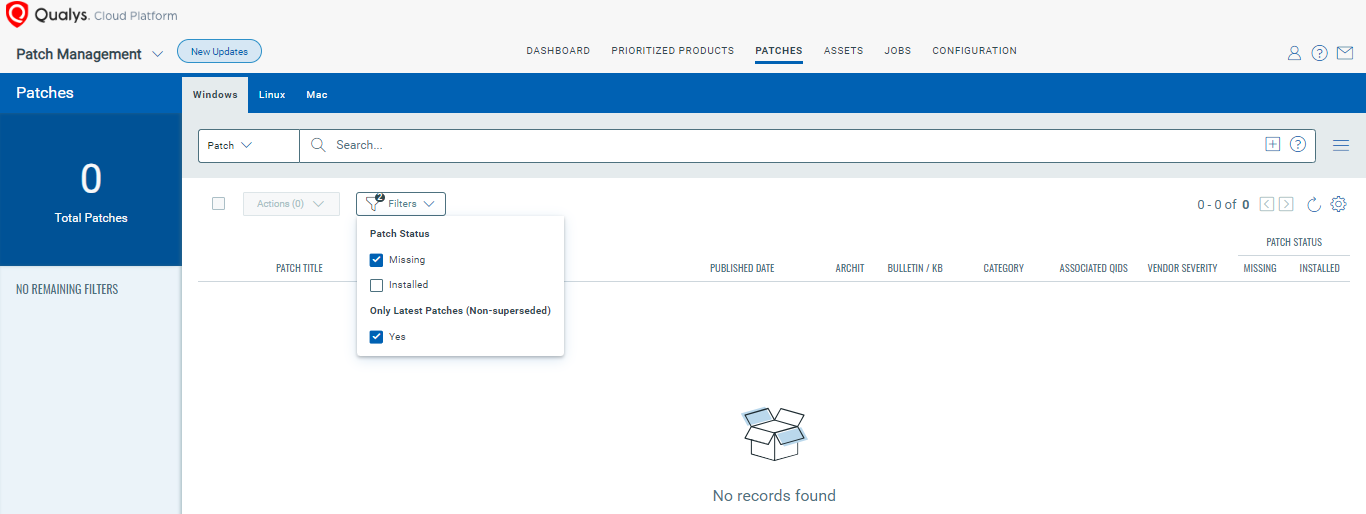 Qualys. Cloud Platform
Patch Management
New Updates
DASHBOARD
PRIORITIZED PRODUCTS
PATCHES
ASSETS
JOBS
CONFIGURATION
Patches
Windows
Linux
Mac
0
Total Patches
Patch
Search...
Actions (0)
2
Filters
0 - 0 of 0
Patch Status
Missing
Installed
Only Latest Patches (Non-superseded)
Yes
NO REMAINING FILTERS
PATCH STATUS
PATCH TITLE
PUBLISHED DATE
ARCHIT
BULLETIN / KB
CATEGORY
ASSOCIATED QIDS
VENDOR SEVERITY
MISSING
INSTALLED
No records found